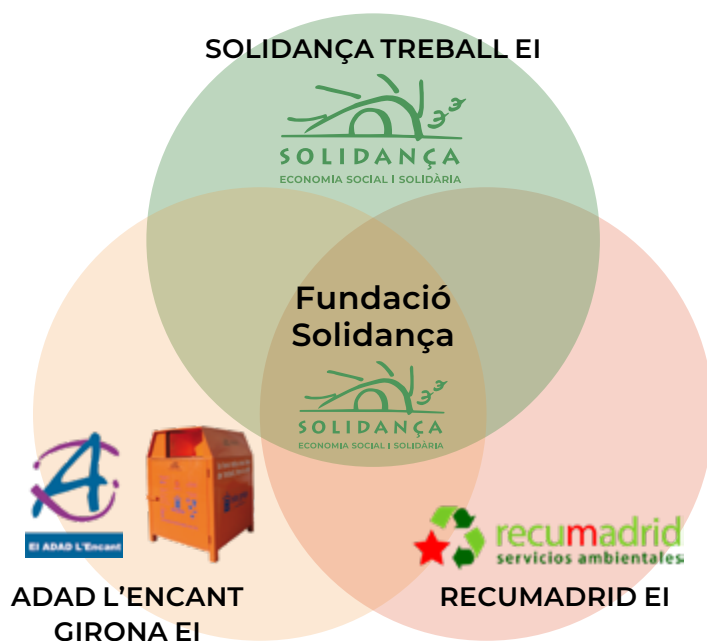 SOLIDANÇA TREBALL EI
SOLIDANÇA
ECONOMIA SOCIAL I SOLIDÀRIA
Fundació
Solidança
SOLIDANÇA
ECONOMIA SOCIAL I SOLIDÀRIA
EI ADAD L'Encant
recumadrid
servicios ambientales
ADAD L'ENCANT
GIRONA EI
RECUMADRID EI